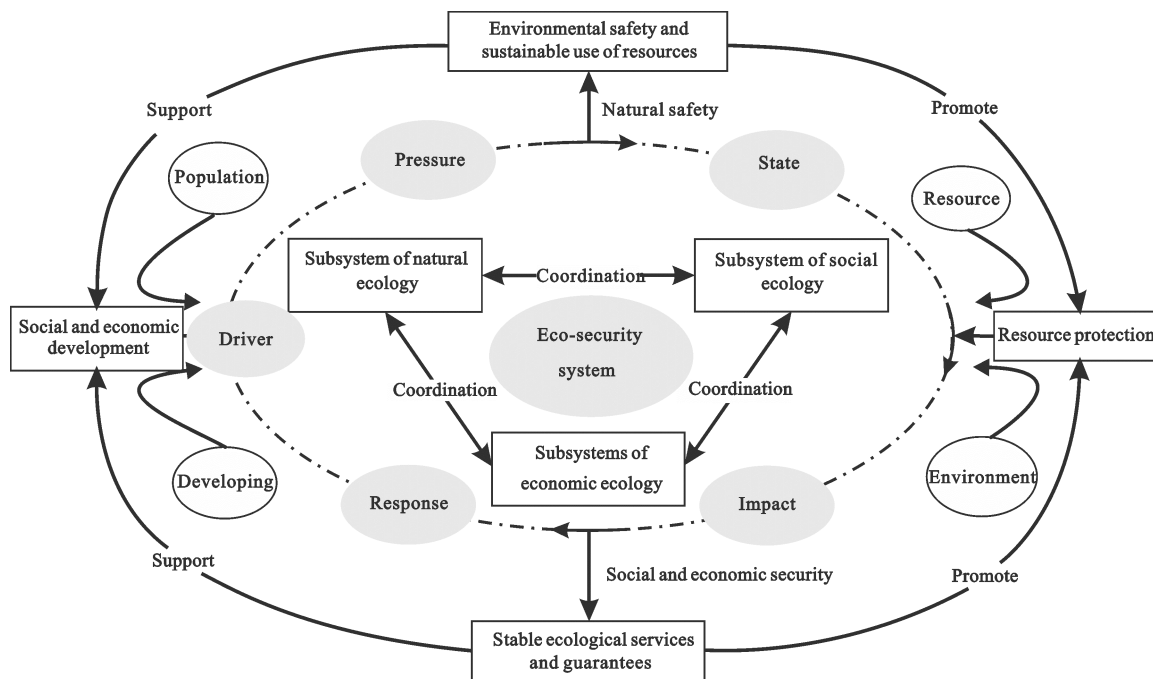 Environmental safety and
sustainable use of resources
Support
Natural safety
Promote
Pressure
State
Population
Resource
Subsystem of natural
ecology
Coordination
Subsystem of social
ecology
Social and economic
development
Driver
Eco-security
system
Resource protection
Coordination
Coordination
Subsystems of
economic ecology
Developing
Response
Impact
Environment
Support
Social and economic security
Promote
Stable ecological services
and guarantees